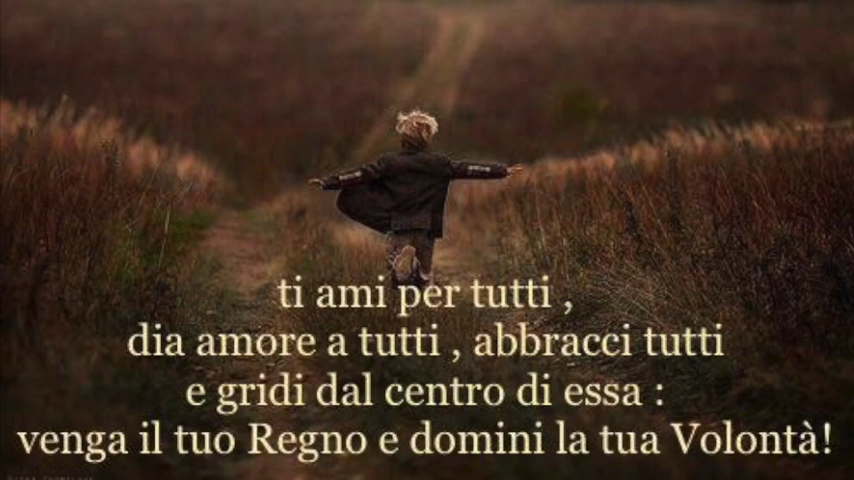 ti ami per tutti ,
dia amore a tutti , abbracci tutti
e gridi dal centro di essa :
venga il tuo Regno e domini la tua Volontà!